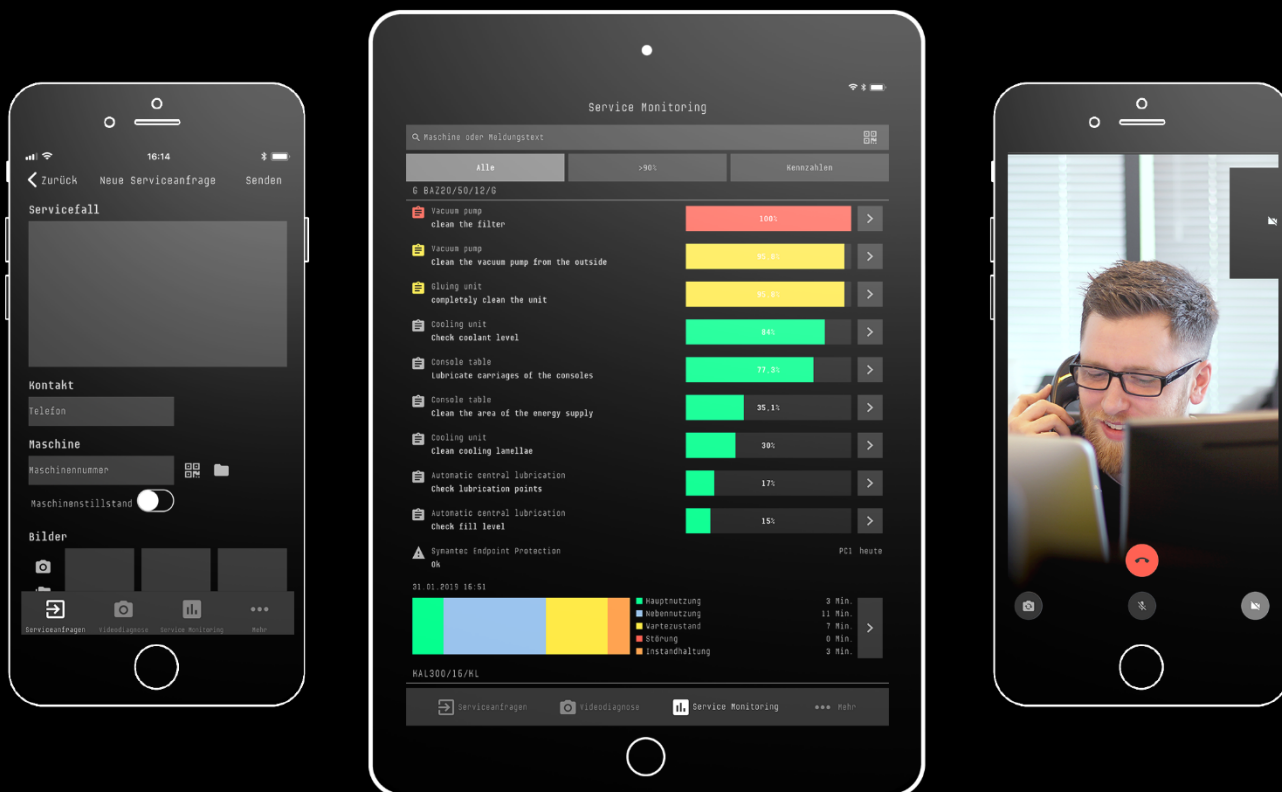 16:14
Zurück Neue Serviceanfrage Senden
Servicefall
Kontakt
Telefon
Maschine
Maschinennummer
Maschinenstillstand
Bilder
Serviceanfragen Videodiagnose Service Monitoring Mehr
Service Monitoring
Maschine oder Meldungstext
Alle >90% Kennzahlen
G BAZ20/50/12/G
Vacuum pump
clean the filter
100%
Vacuum pump
Clean the vacuum pump from the outside
Gluing unit
completely clean the unit
Cooling unit
Check coolant level
84%
Console table
Lubricate carriages of the consoles
77.3%
Console table
Clean the area of the energy supply
35,1%
Cooling unit
Clean cooling lamellae
30%
Automatic central lubrication
Check lubrication points
17%
Automatic central lubrication
Check fill level
15%
Symantec Endpoint Protection PC1 heute
Ok
31.01.2019 16:51
Hauptnutzung 3 Min.
Nebennutzung 11 Min.
Wartezustand 7 Min.
Störung 0 Min.
Instandhaltung 3 Min.
KAL300/16/KL
Serviceanfragen Videodiagnose Service Monitoring Mehr